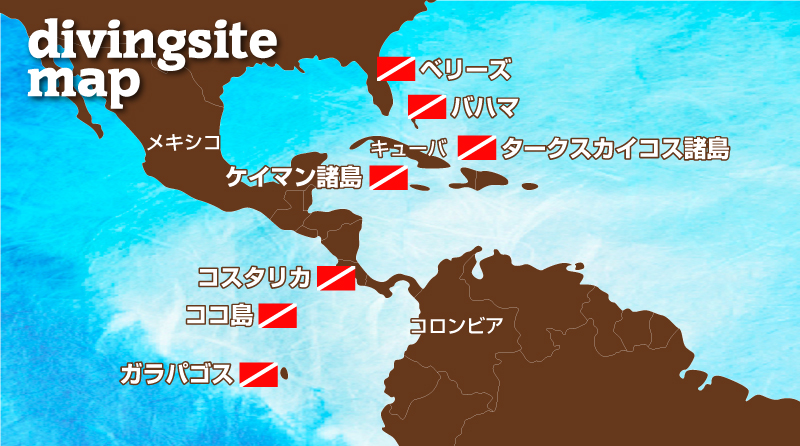 divingsite
map
ベリーズ
バハマ
メキシコ
キューバ
タークスカイコス諸島
ケイマン諸島
コスタリカ
ココ島
コロンビア
ガラパゴス